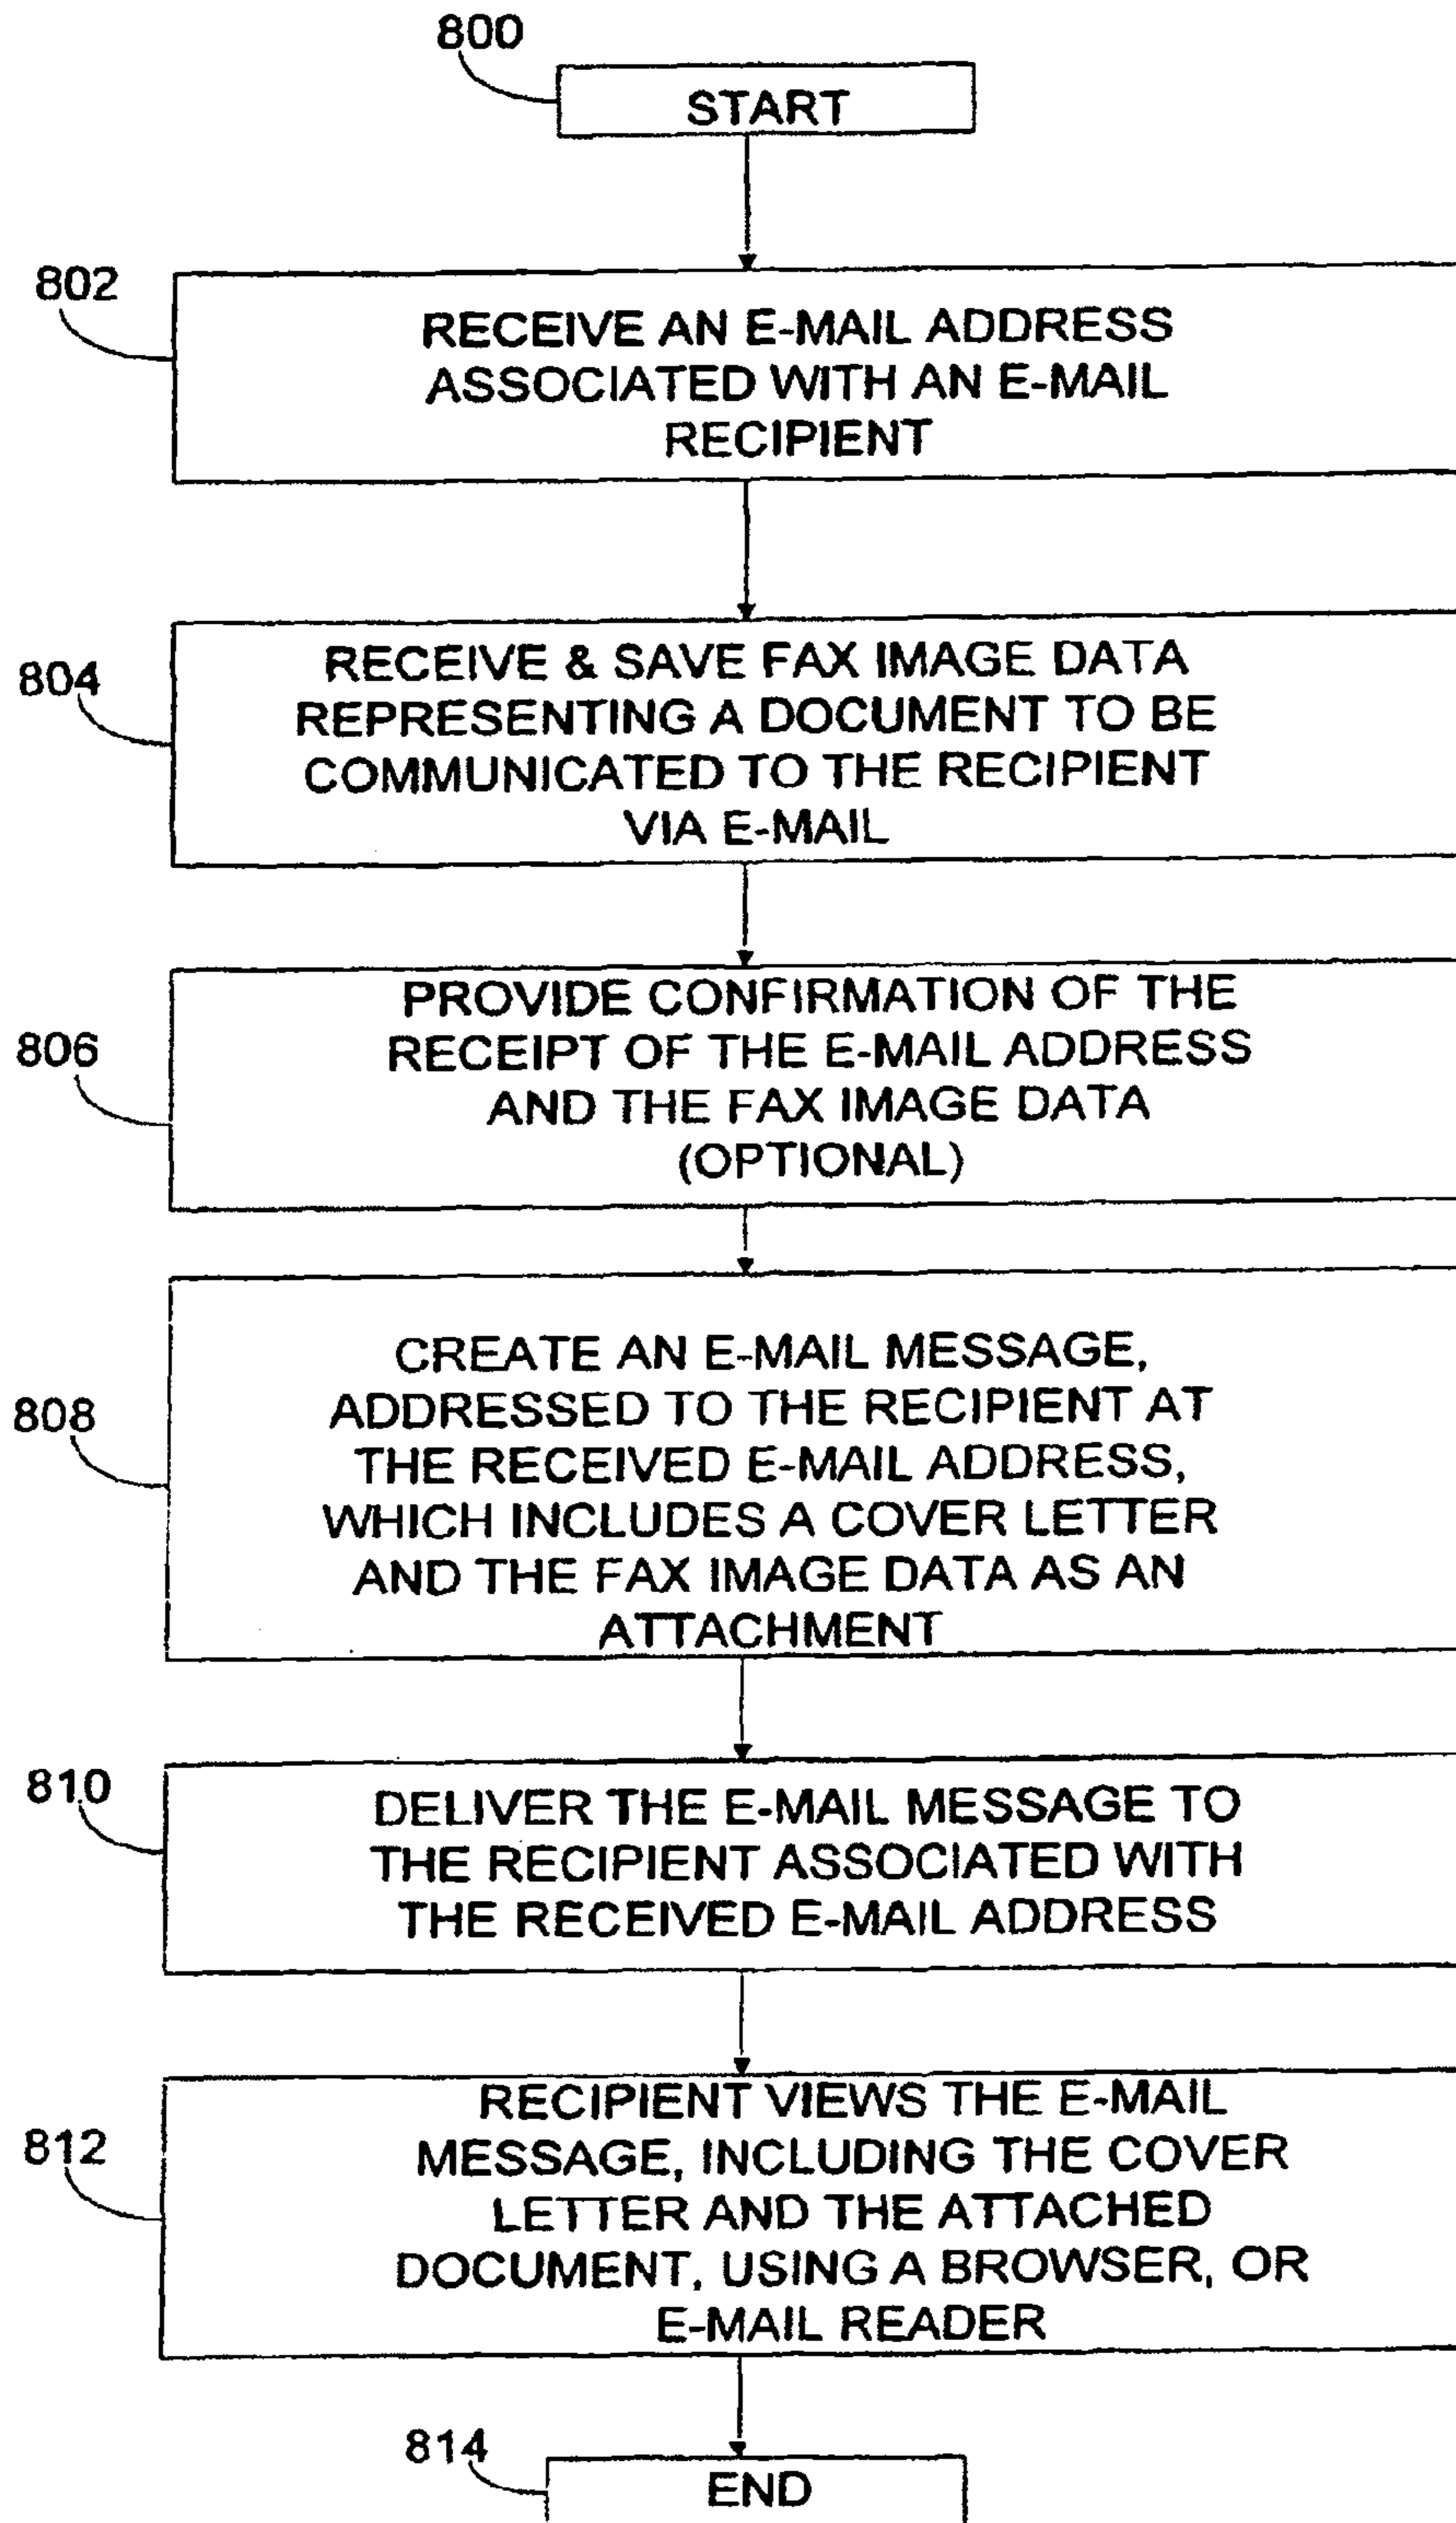 800
START
802
RECEIVE AN E-MAIL ADDRESS
ASSOCIATED WITH AN E-MAIL
RECIPIENT
804
RECEIVE & SAVE FAX IMAGE DATA
REPRESENTING A DOCUMENT TO BE
COMMUNICATED TO THE RECIPIENT
VIA E-MAIL
806
PROVIDE CONFIRMATION OF THE
RECEIPT OF THE E-MAIL ADDRESS
AND THE FAX IMAGE DATA
(OPTIONAL)
808
CREATE AN E-MAIL MESSAGE,
ADDRESSED TO THE RECIPIENT AT
THE RECEIVED E-MAIL ADDRESS,
WHICH INCLUDES A COVER LETTER
AND THE FAX IMAGE DATA AS AN
ATTACHMENT
810
DELIVER THE E-MAIL MESSAGE TO
THE RECIPIENT ASSOCIATED WITH
THE RECEIVED E-MAIL ADDRESS
812
RECIPIENT VIEWS THE E-MAIL
MESSAGE, INCLUDING THE COVER
LETTER AND THE ATTACHED
DOCUMENT, USING A BROWSER, OR
E-MAIL READER
814
END